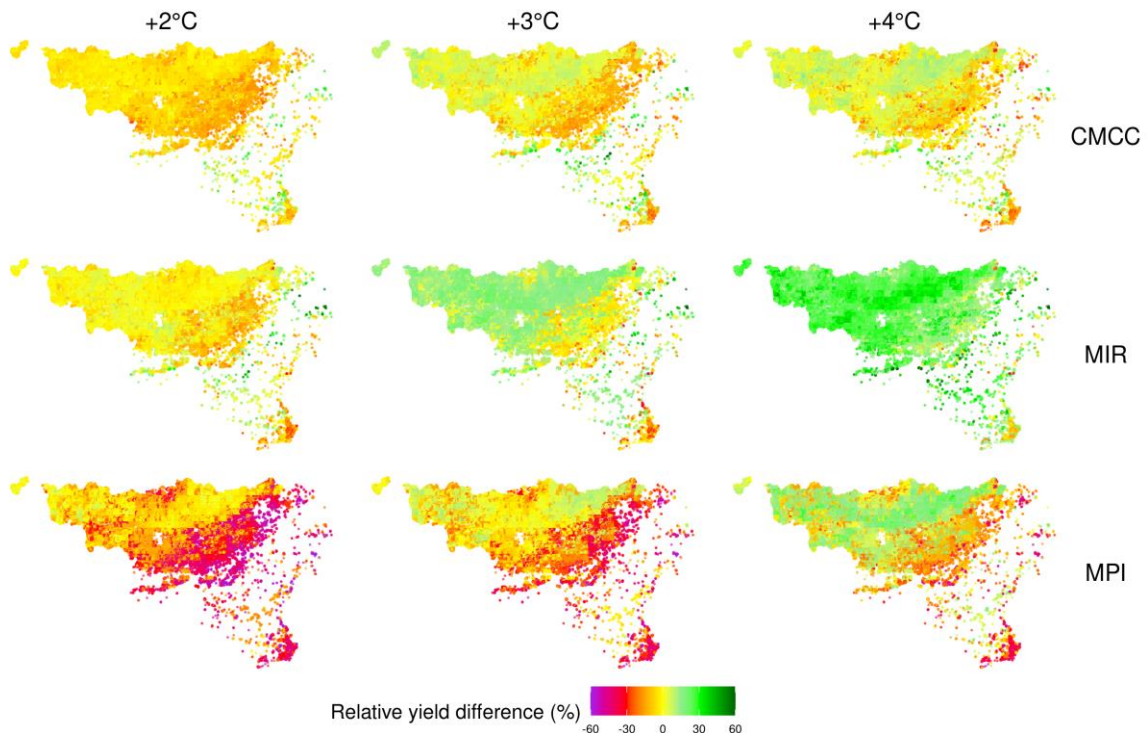 +2°C +3°C +4°C
CMCC
MIR
MPI
Relative yield difference (%)
-60 -30 0 30 60